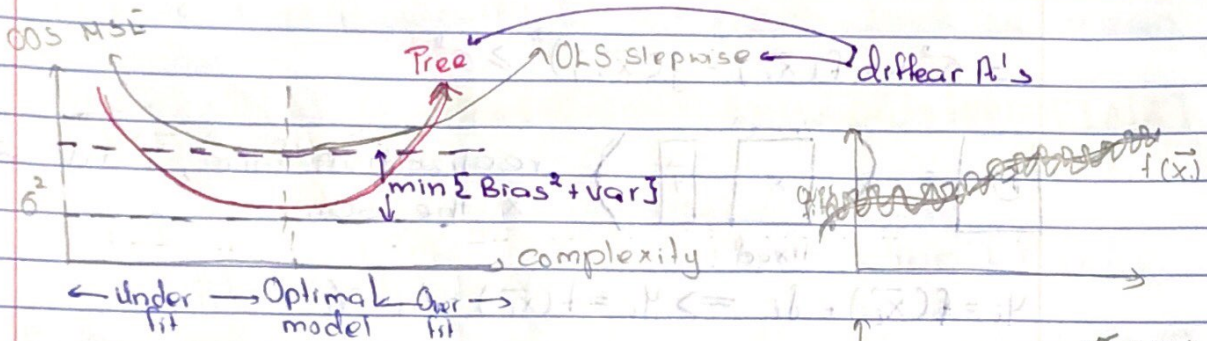 OOS MSE
Tree
OLS stepwise
differ A's
min{Bias² + var}
σ²
f(x⃗)
complexity
← Under fit → Optimal model ← Over fit →